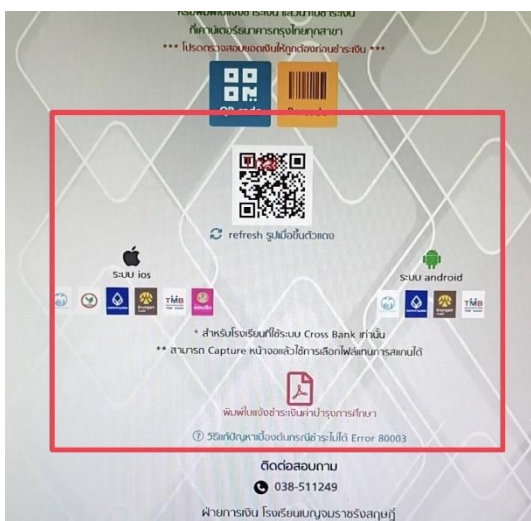 ที่เคาน์เตอร์ธนาคารกรุงไทยทุกสาขา
*** โปรดตรวจสอบยอดเงินให้ถูกต้องก่อนชำระเงิน ***
QR code
Barcode
refresh รูปเมื่อขึ้นตัวแดง
ระบบ ios
ระบบ android
TMB
TMB
* สำหรับโรงเรียนที่ใช้ระบบ Cross Bank เท่านั้น
** สามารถ Capture หน้าจอแล้วใช้การเลือกไฟล์แทนการสแกนได้
พิมพ์ใบแจ้งชำระเงินค่าบำรุงการศึกษา
วิธีแก้ปัญหาเบื้องต้นกรณีชำระไม่ได้ Error 80003
ติดต่อสอบถาม
038-511249
ฝ่ายการเงิน โรงเรียนเบญจมราชรังสฤษฎิ์